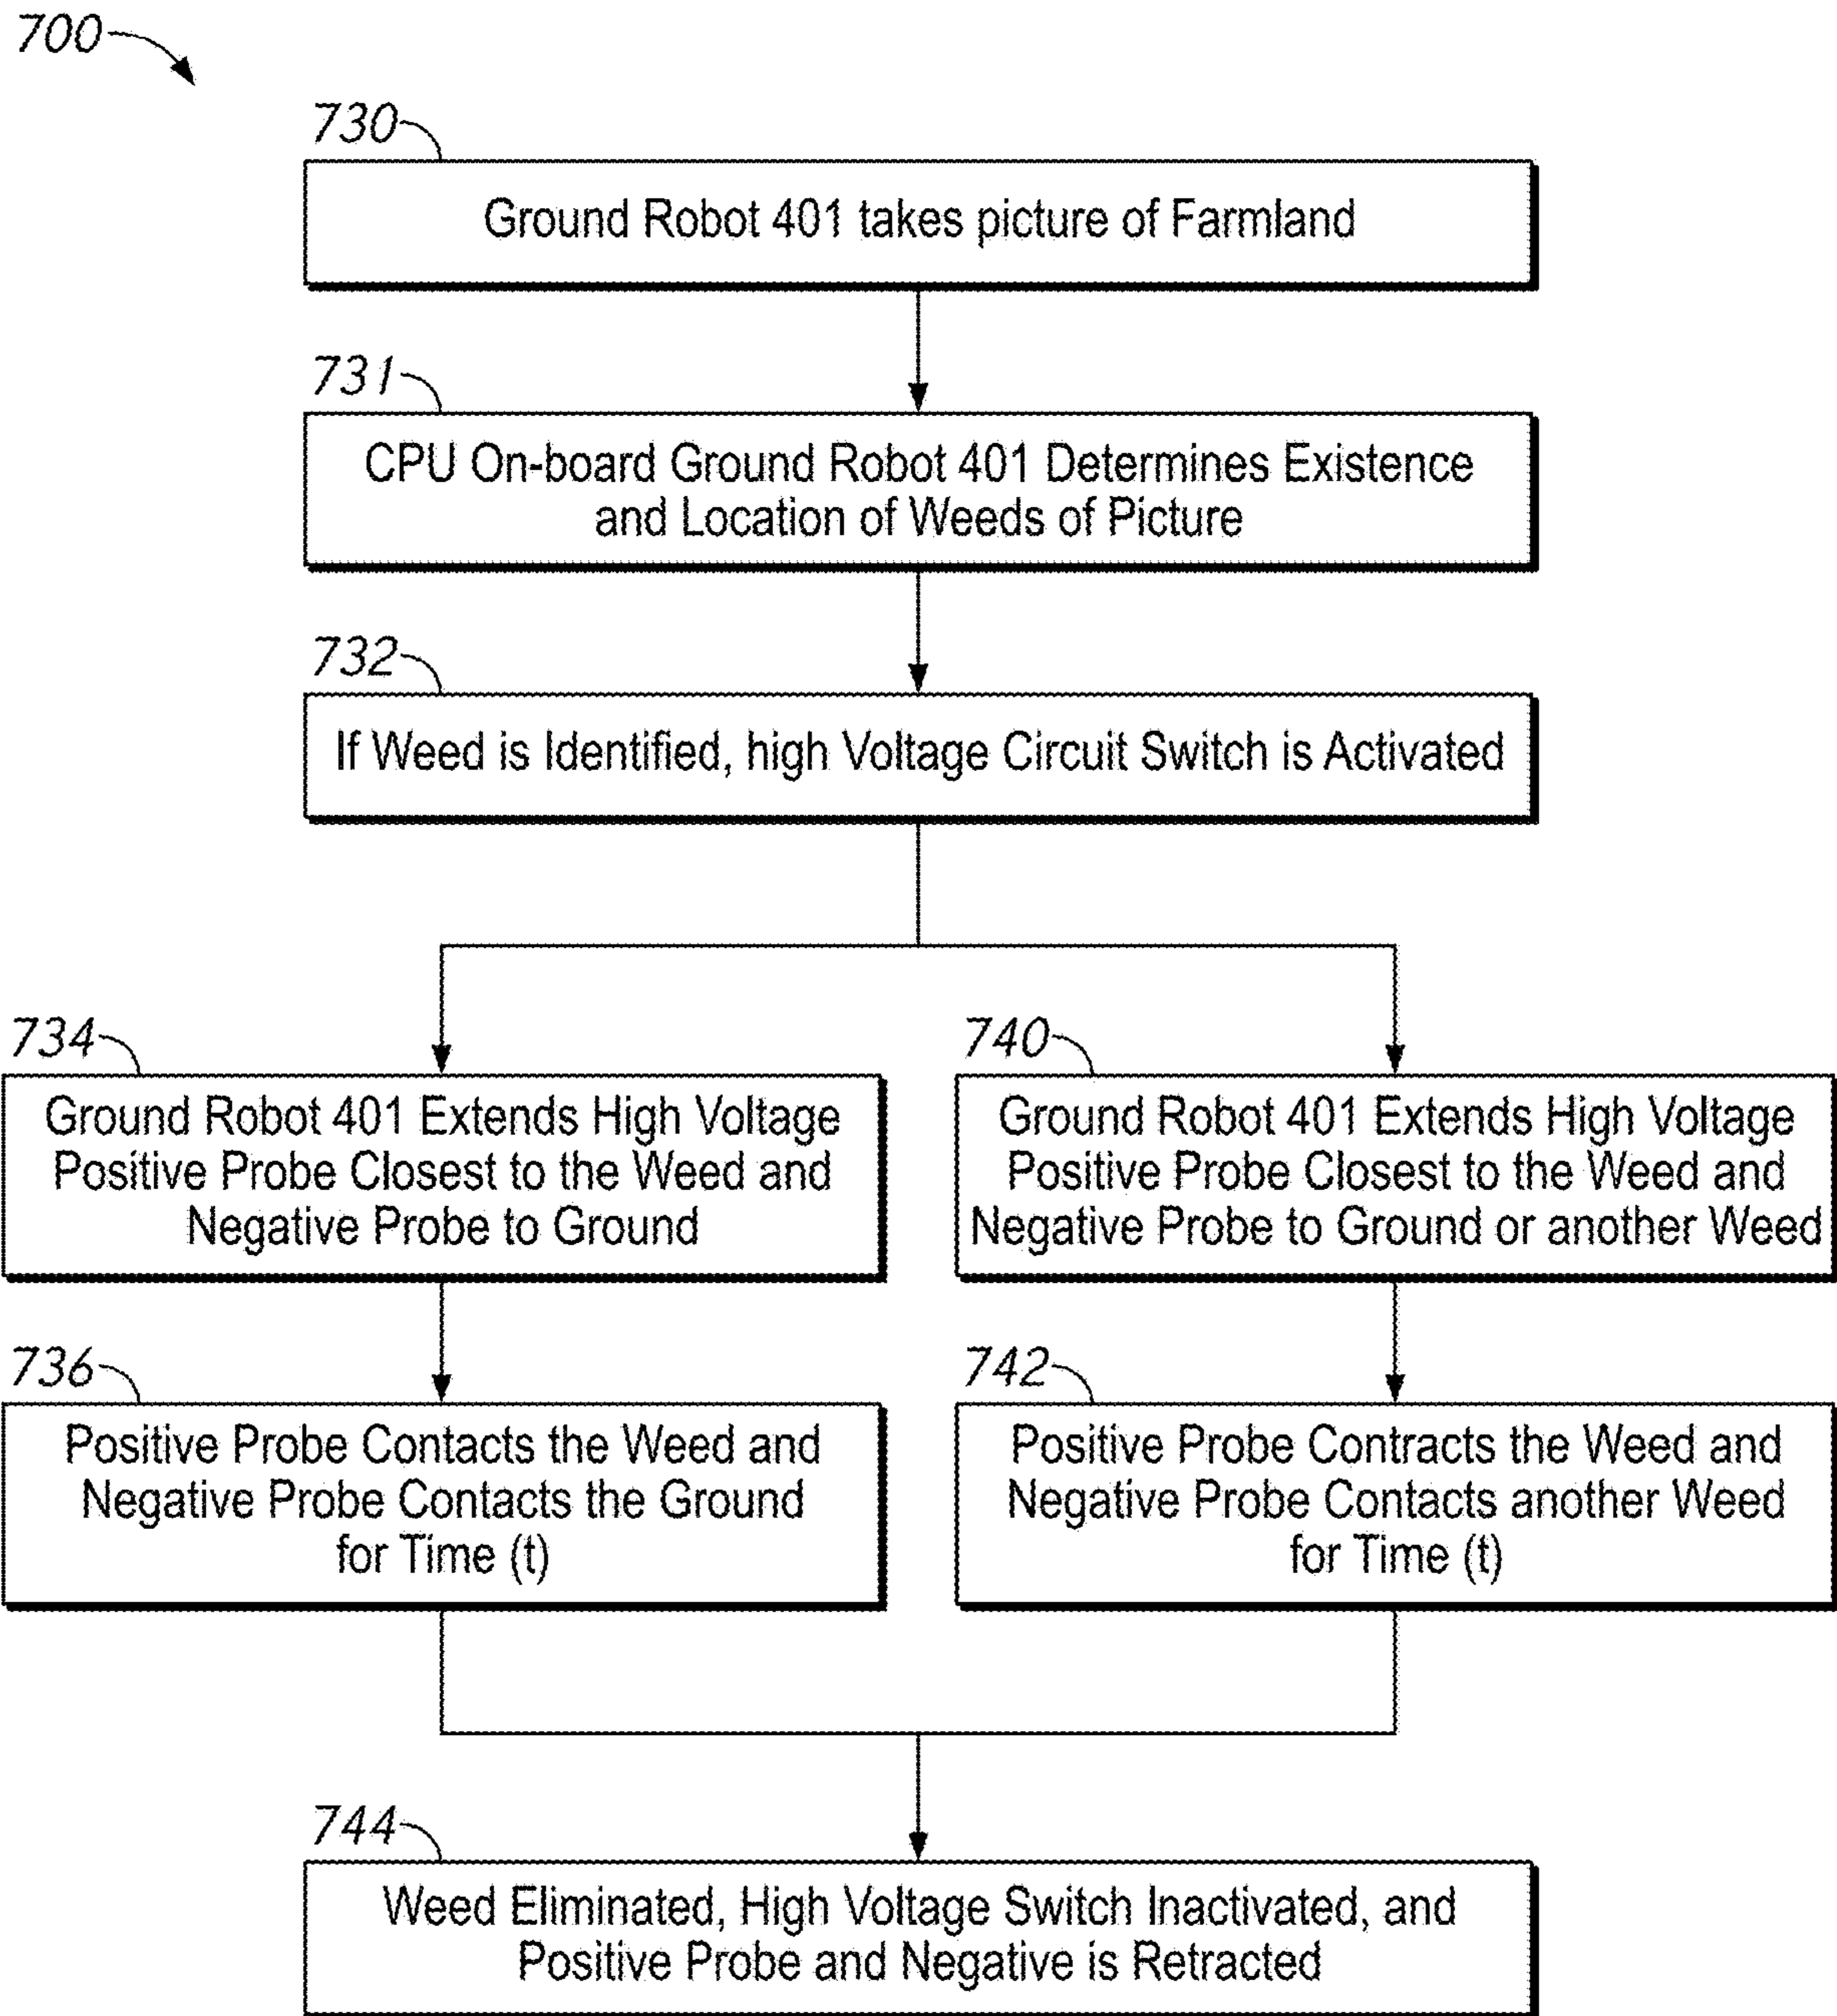 700
730
Ground Robot 401 takes picture of Farmland
731
CPU On-board Ground Robot 401 Determines Existence
and Location of Weeds of Picture
732
If Weed is Identified, high Voltage Circuit Switch is Activated
734
Ground Robot 401 Extends High Voltage
Positive Probe Closest to the Weed and
Negative Probe to Ground
740
Ground Robot 401 Extends High Voltage
Positive Probe Closest to the Weed and
Negative Probe to Ground or another Weed
736
Positive Probe Contacts the Weed and
Negative Probe Contacts the Ground
for Time (t)
742
Positive Probe Contracts the Weed and
Negative Probe Contacts another Weed
for Time (t)
744
Weed Eliminated, High Voltage Switch Inactivated, and
Positive Probe and Negative is Retracted